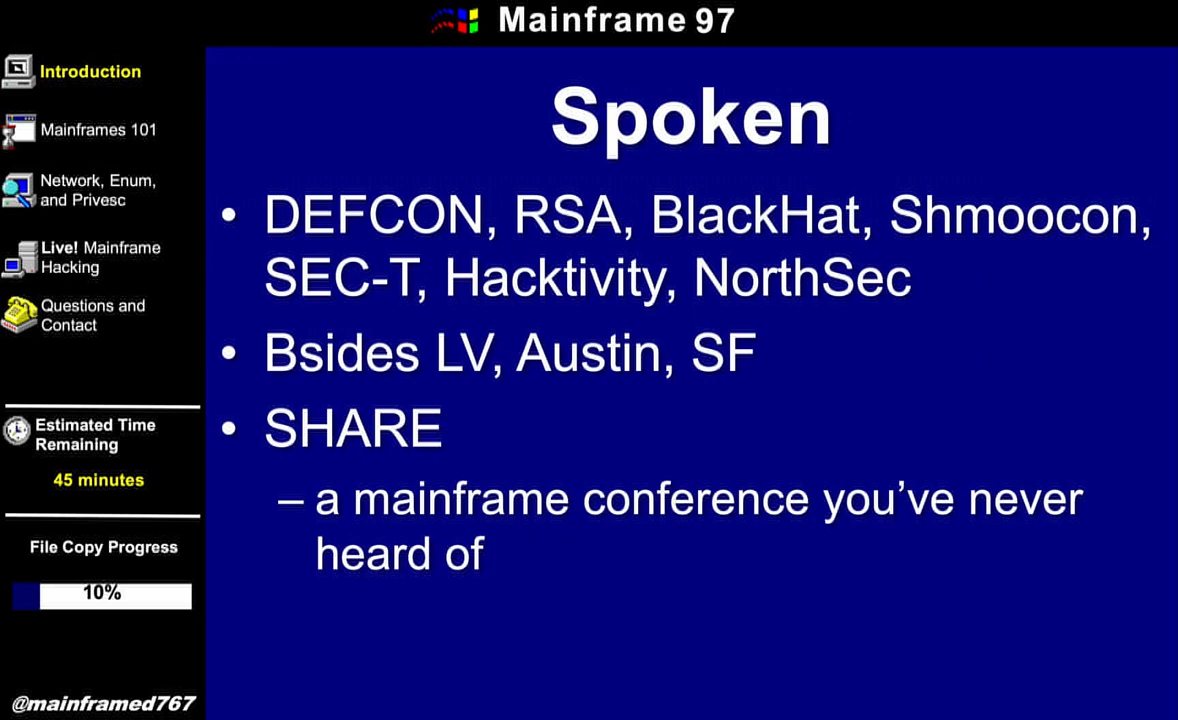 Mainframe 97
Introduction
Mainframes 101
Network, Enum,
and Privesc
Live! Mainframe
Hacking
Questions and
Contact
Estimated Time
Remaining
45 minutes
File Copy Progress
10%
@mainframed767
Spoken
• DEFCON, RSA, BlackHat, Shmoocon,
SEC-T, Hacktivity, NorthSec
• Bsides LV, Austin, SF
• SHARE
– a mainframe conference you’ve never
heard of